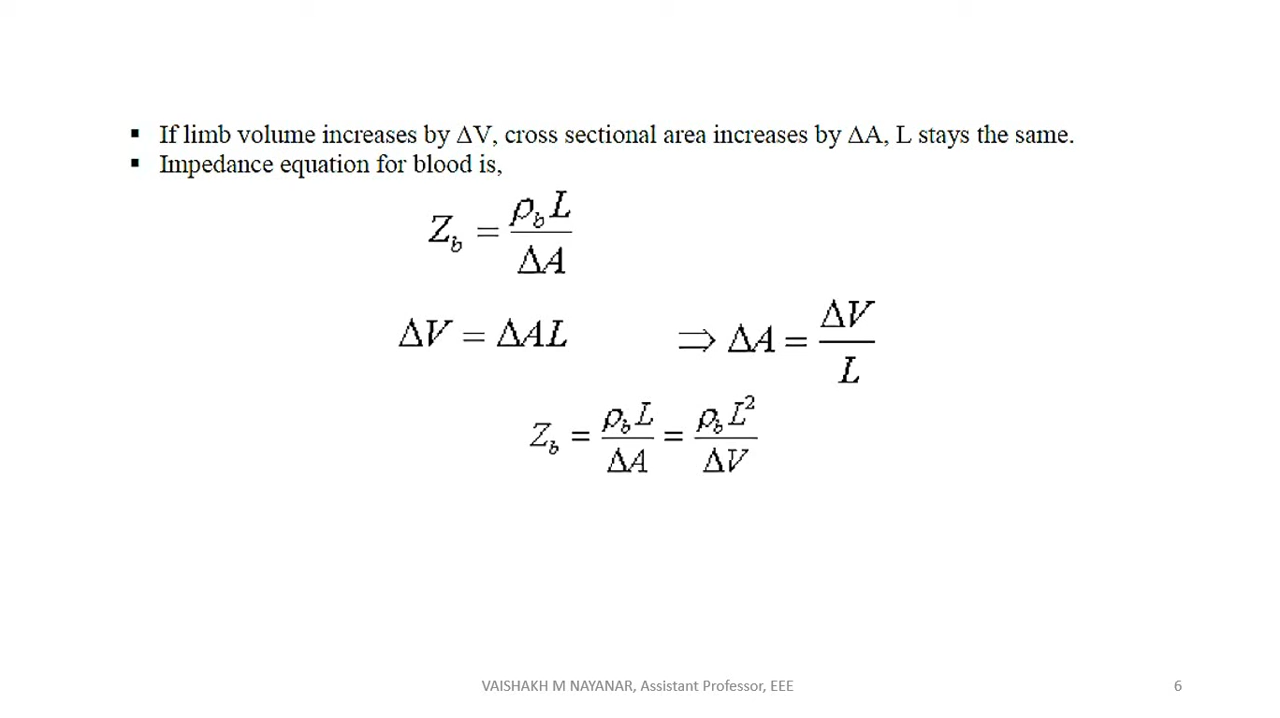 ▪ If limb volume increases by ΔV, cross sectional area increases by ΔA, L stays the same.
▪ Impedance equation for blood is,
Z_b = ρ_b L / ΔA
ΔV = ΔAL ⇒ ΔA = ΔV / L
Z_b = ρ_b L / ΔA = ρ_b L² / ΔV
VAISHAKH M NAYANAR, Assistant Professor, EEE 6